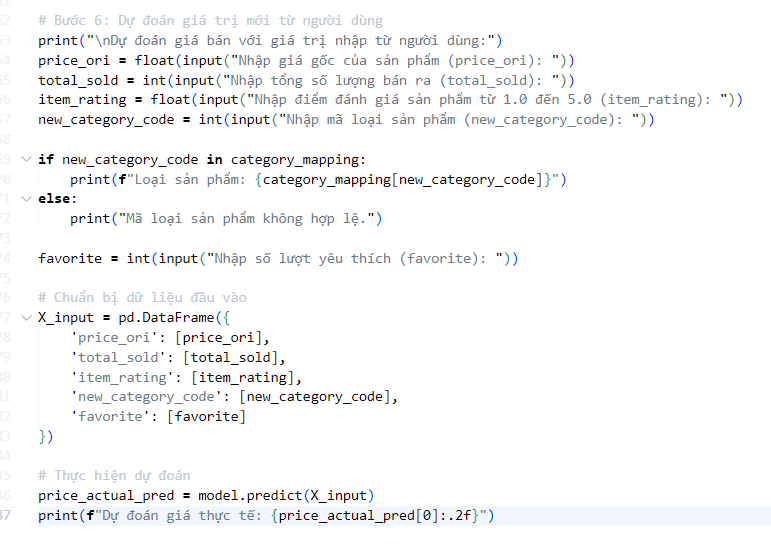 # Bước 6: Dự đoán giá trị mới từ người dùng
print("\nDự đoán giá bán với giá trị nhập từ người dùng:")
price_ori = float(input("Nhập giá gốc của sản phẩm (price_ori): "))
total_sold = int(input("Nhập tổng số lượng bán ra (total_sold): "))
item_rating = float(input("Nhập điểm đánh giá sản phẩm từ 1.0 đến 5.0 (item_rating): "))
new_category_code = int(input("Nhập mã loại sản phẩm (new_category_code): "))
if new_category_code in category_mapping:
print(f"Loại sản phẩm: {category_mapping[new_category_code]}")
else:
print("Mã loại sản phẩm không hợp lệ.")
favorite = int(input("Nhập số lượt yêu thích (favorite): "))
# Chuẩn bị dữ liệu đầu vào
X_input = pd.DataFrame({
'price_ori': [price_ori],
'total_sold': [total_sold],
'item_rating': [item_rating],
'new_category_code': [new_category_code],
'favorite': [favorite]
})
# Thực hiện dự đoán
price_actual_pred = model.predict(X_input)
print(f"Dự đoán giá thực tế: {price_actual_pred[0]:.2f}")